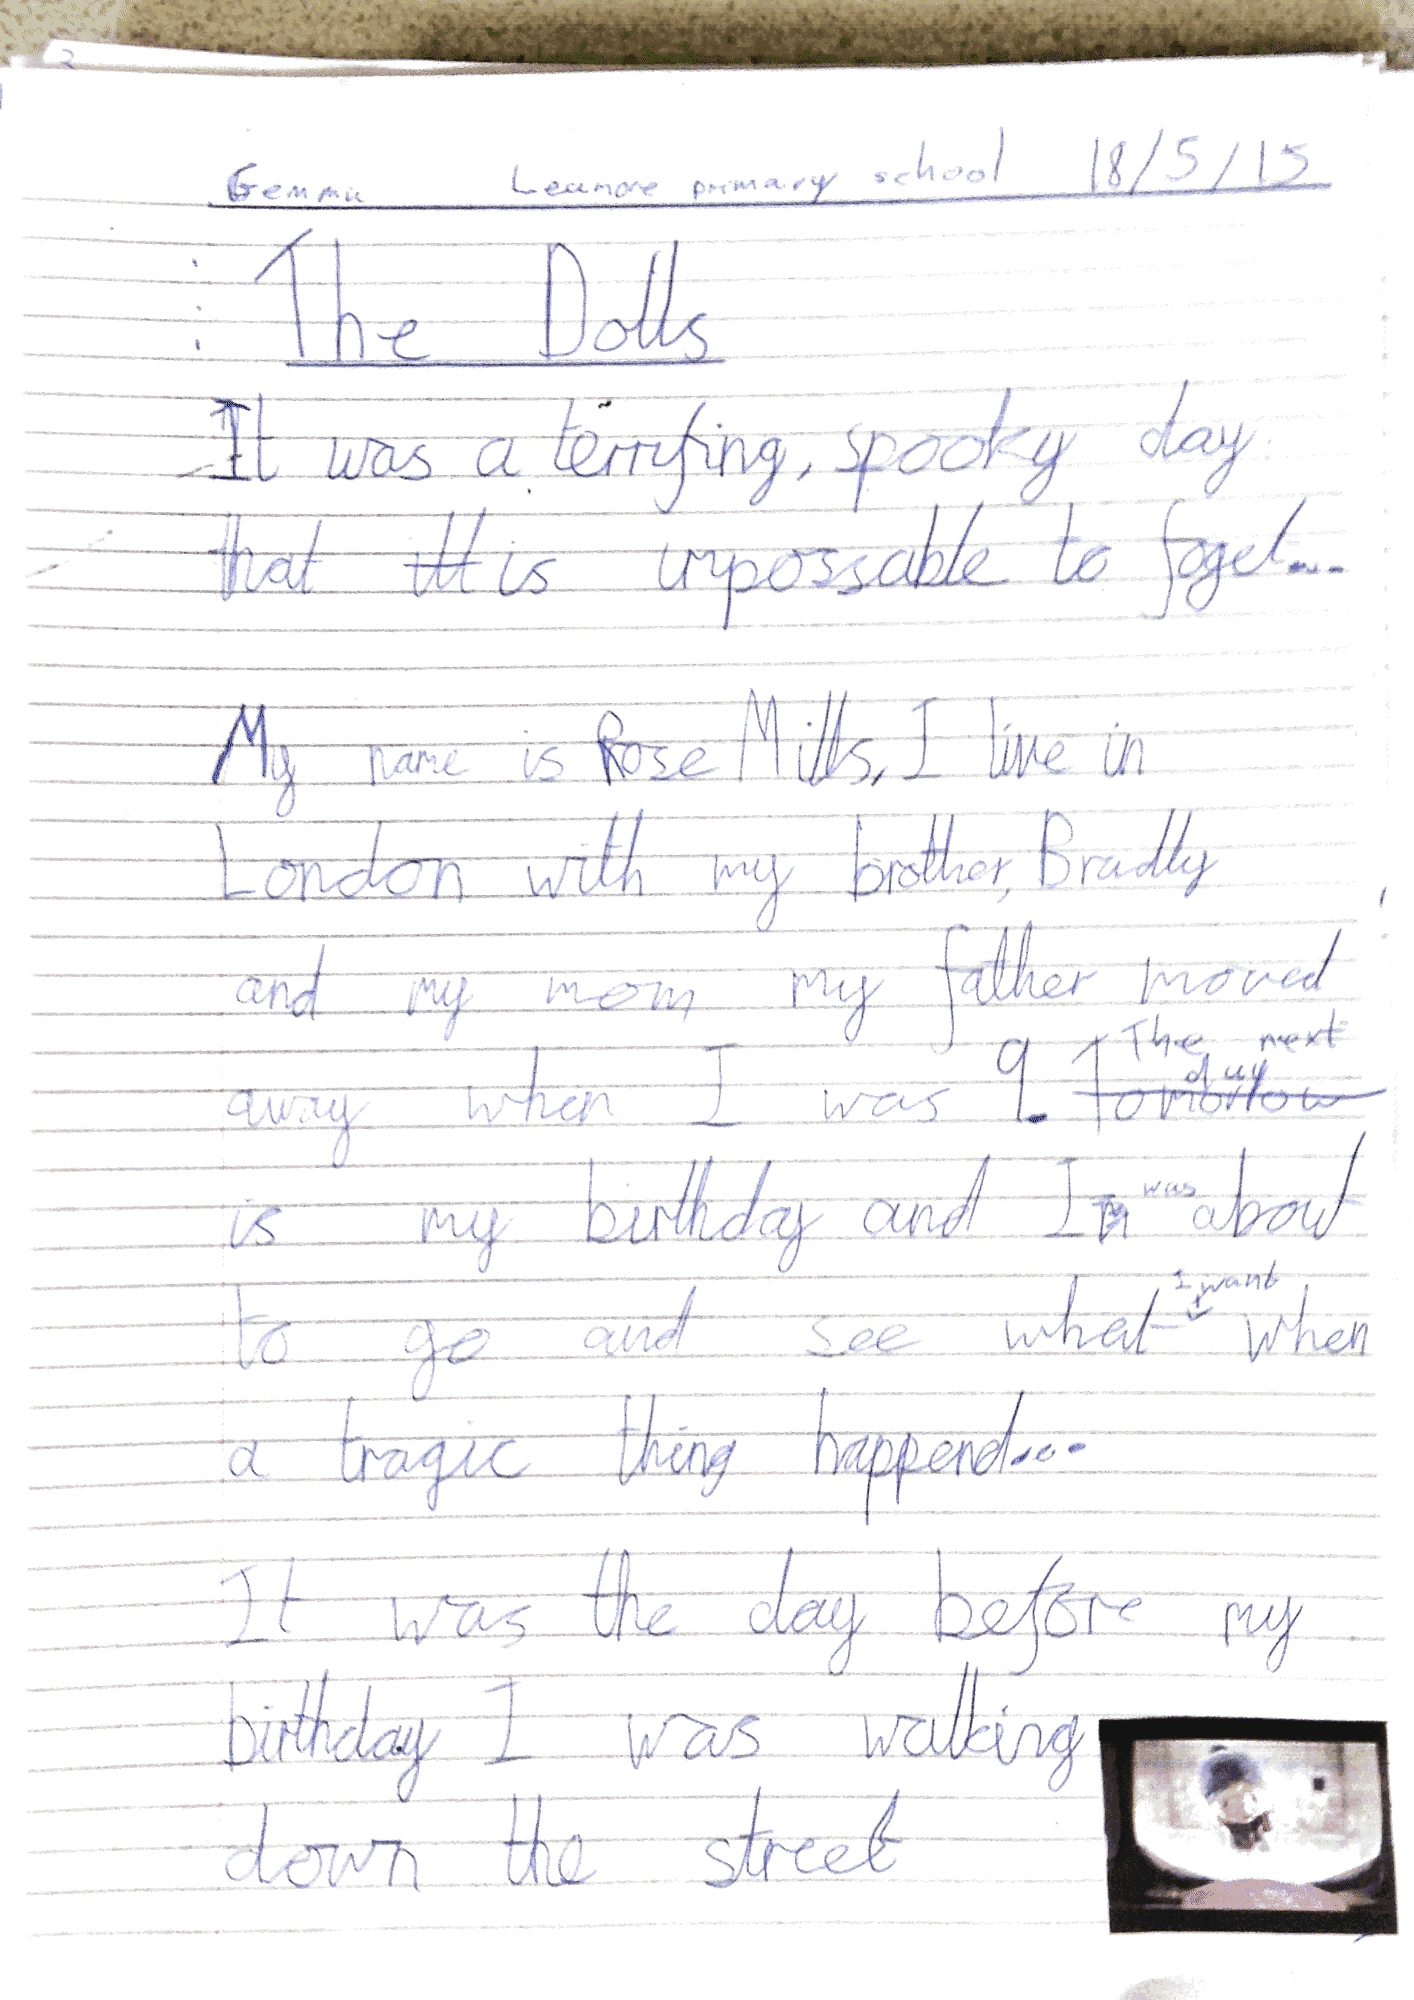 2
Gemma Leamore primary school 18/5/15
The Dolls
It was a terrifing, spooky day
that it is impossable to foget...
My name is Rose Mills, I live in
London with my brother, Bradly
and my mom my father moved
away when I was 9. The next day Tomorrow
is my birthday and Im was about
to go and see what I want when
a tragic thing happend...
It was the day before my
birthday I was walking
down the street